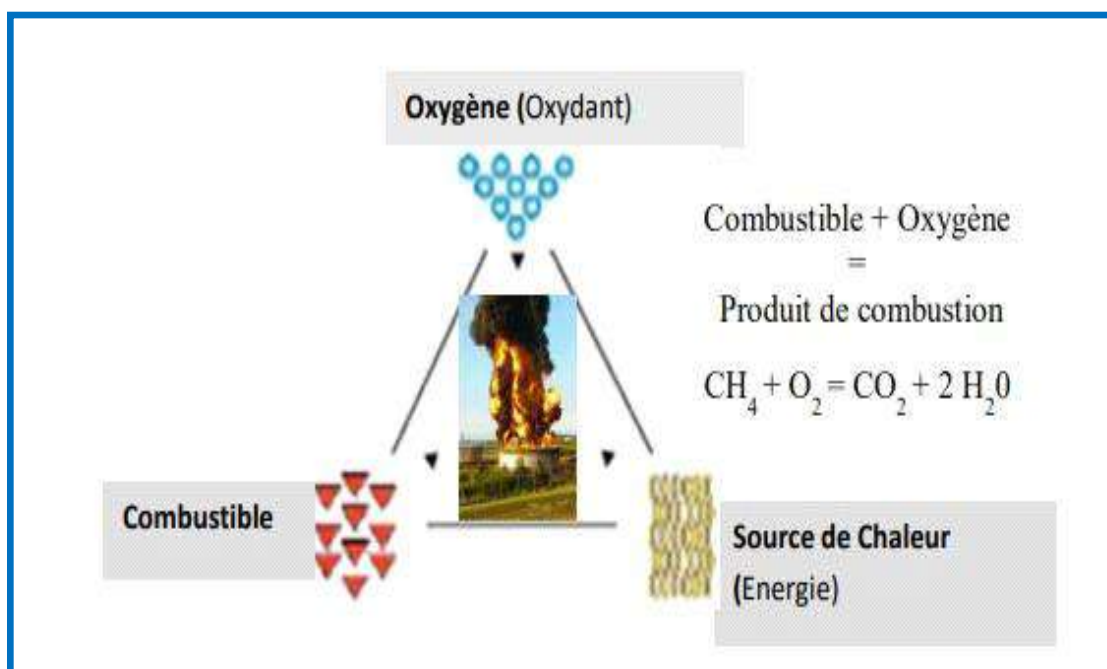 Oxygène (Oxydant)
Combustible + Oxygène
=
Produit de combustion
CH₄ + O₂ = CO₂ + 2 H₂0
Combustible
Source de Chaleur
(Energie)